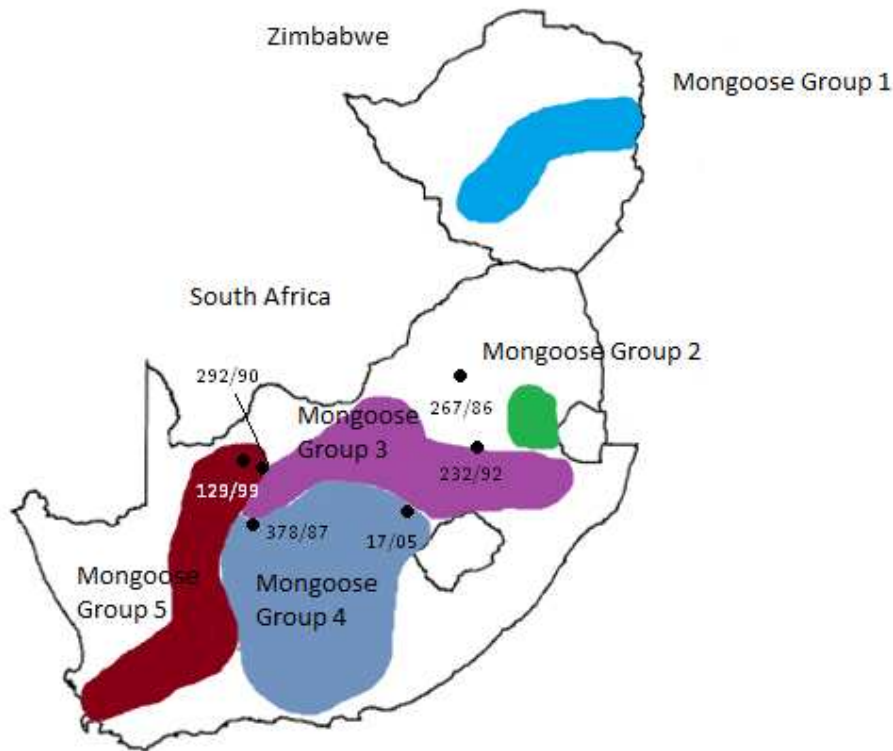 Zimbabwe
Mongoose Group 1
South Africa
Mongoose Group 2
292/90
267/86
Mongoose
Group 3
232/92
129/99
378/87
17/05
Mongoose
Group 5
Mongoose
Group 4